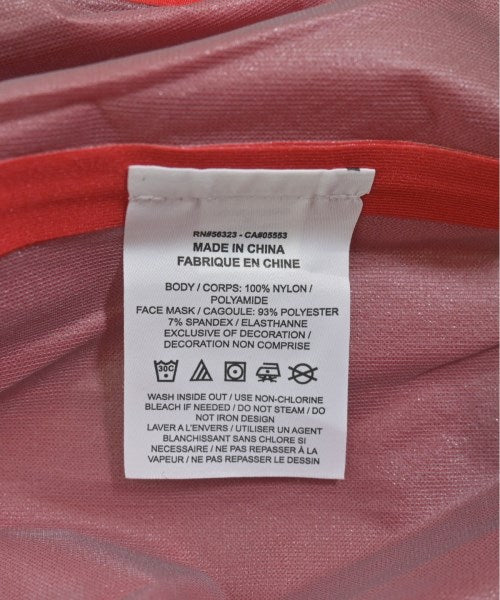 RN#56323 - CA#05553
MADE IN CHINA
FABRIQUE EN CHINE
BODY / CORPS: 100% NYLON /
POLYAMIDE
FACE MASK / CAGOULE: 93% POLYESTER
7% SPANDEX / ELASTHANNE
EXCLUSIVE OF DECORATION /
DECORATION NON COMPRISE
30C
WASH INSIDE OUT / USE NON-CHLORINE
BLEACH IF NEEDED / DO NOT STEAM / DO
NOT IRON DESIGN
LAVER A L'ENVERS / UTILISER UN AGENT
BLANCHISSANT SANS CHLORE SI
NECESSAIRE / NE PAS REPASSER À LA
VAPEUR / NE PAS REPASSER LE DESSIN